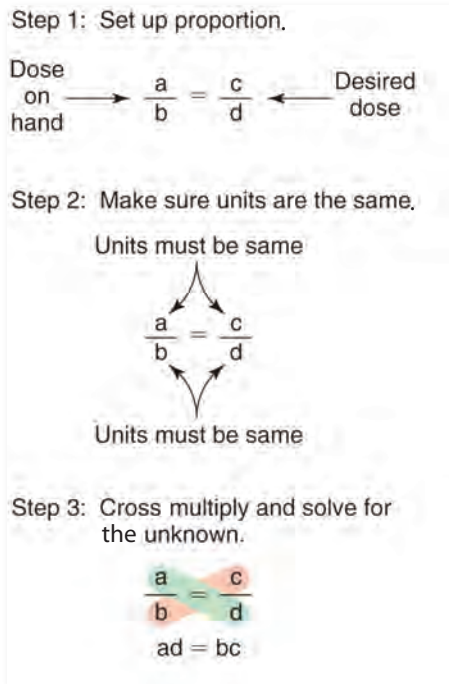 Step 1: Set up proportion.
Dose
on
hand
a
b
=
c
d
Desired
dose
Step 2: Make sure units are the same.
Units must be same
a
b
=
c
d
Units must be same
Step 3: Cross multiply and solve for
the unknown.
a
b
=
c
d
ad = bc